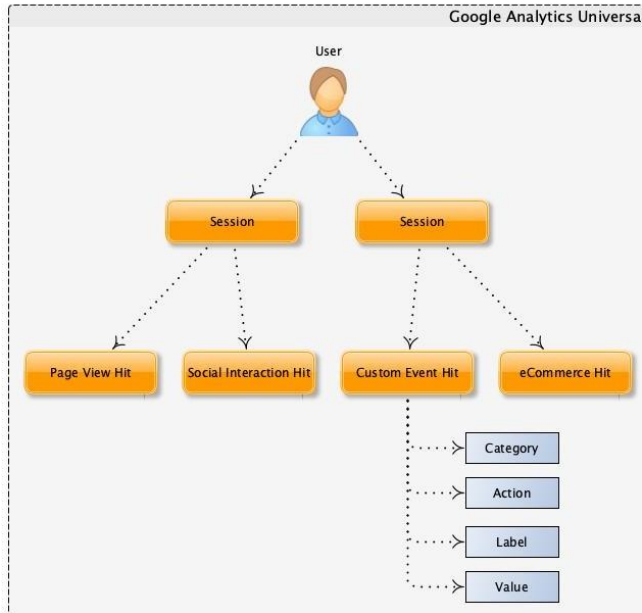 Google Analytics Universa
User
Session
Session
Page View Hit
Social Interaction Hit
Custom Event Hit
eCommerce Hit
Category
Action
Label
Value